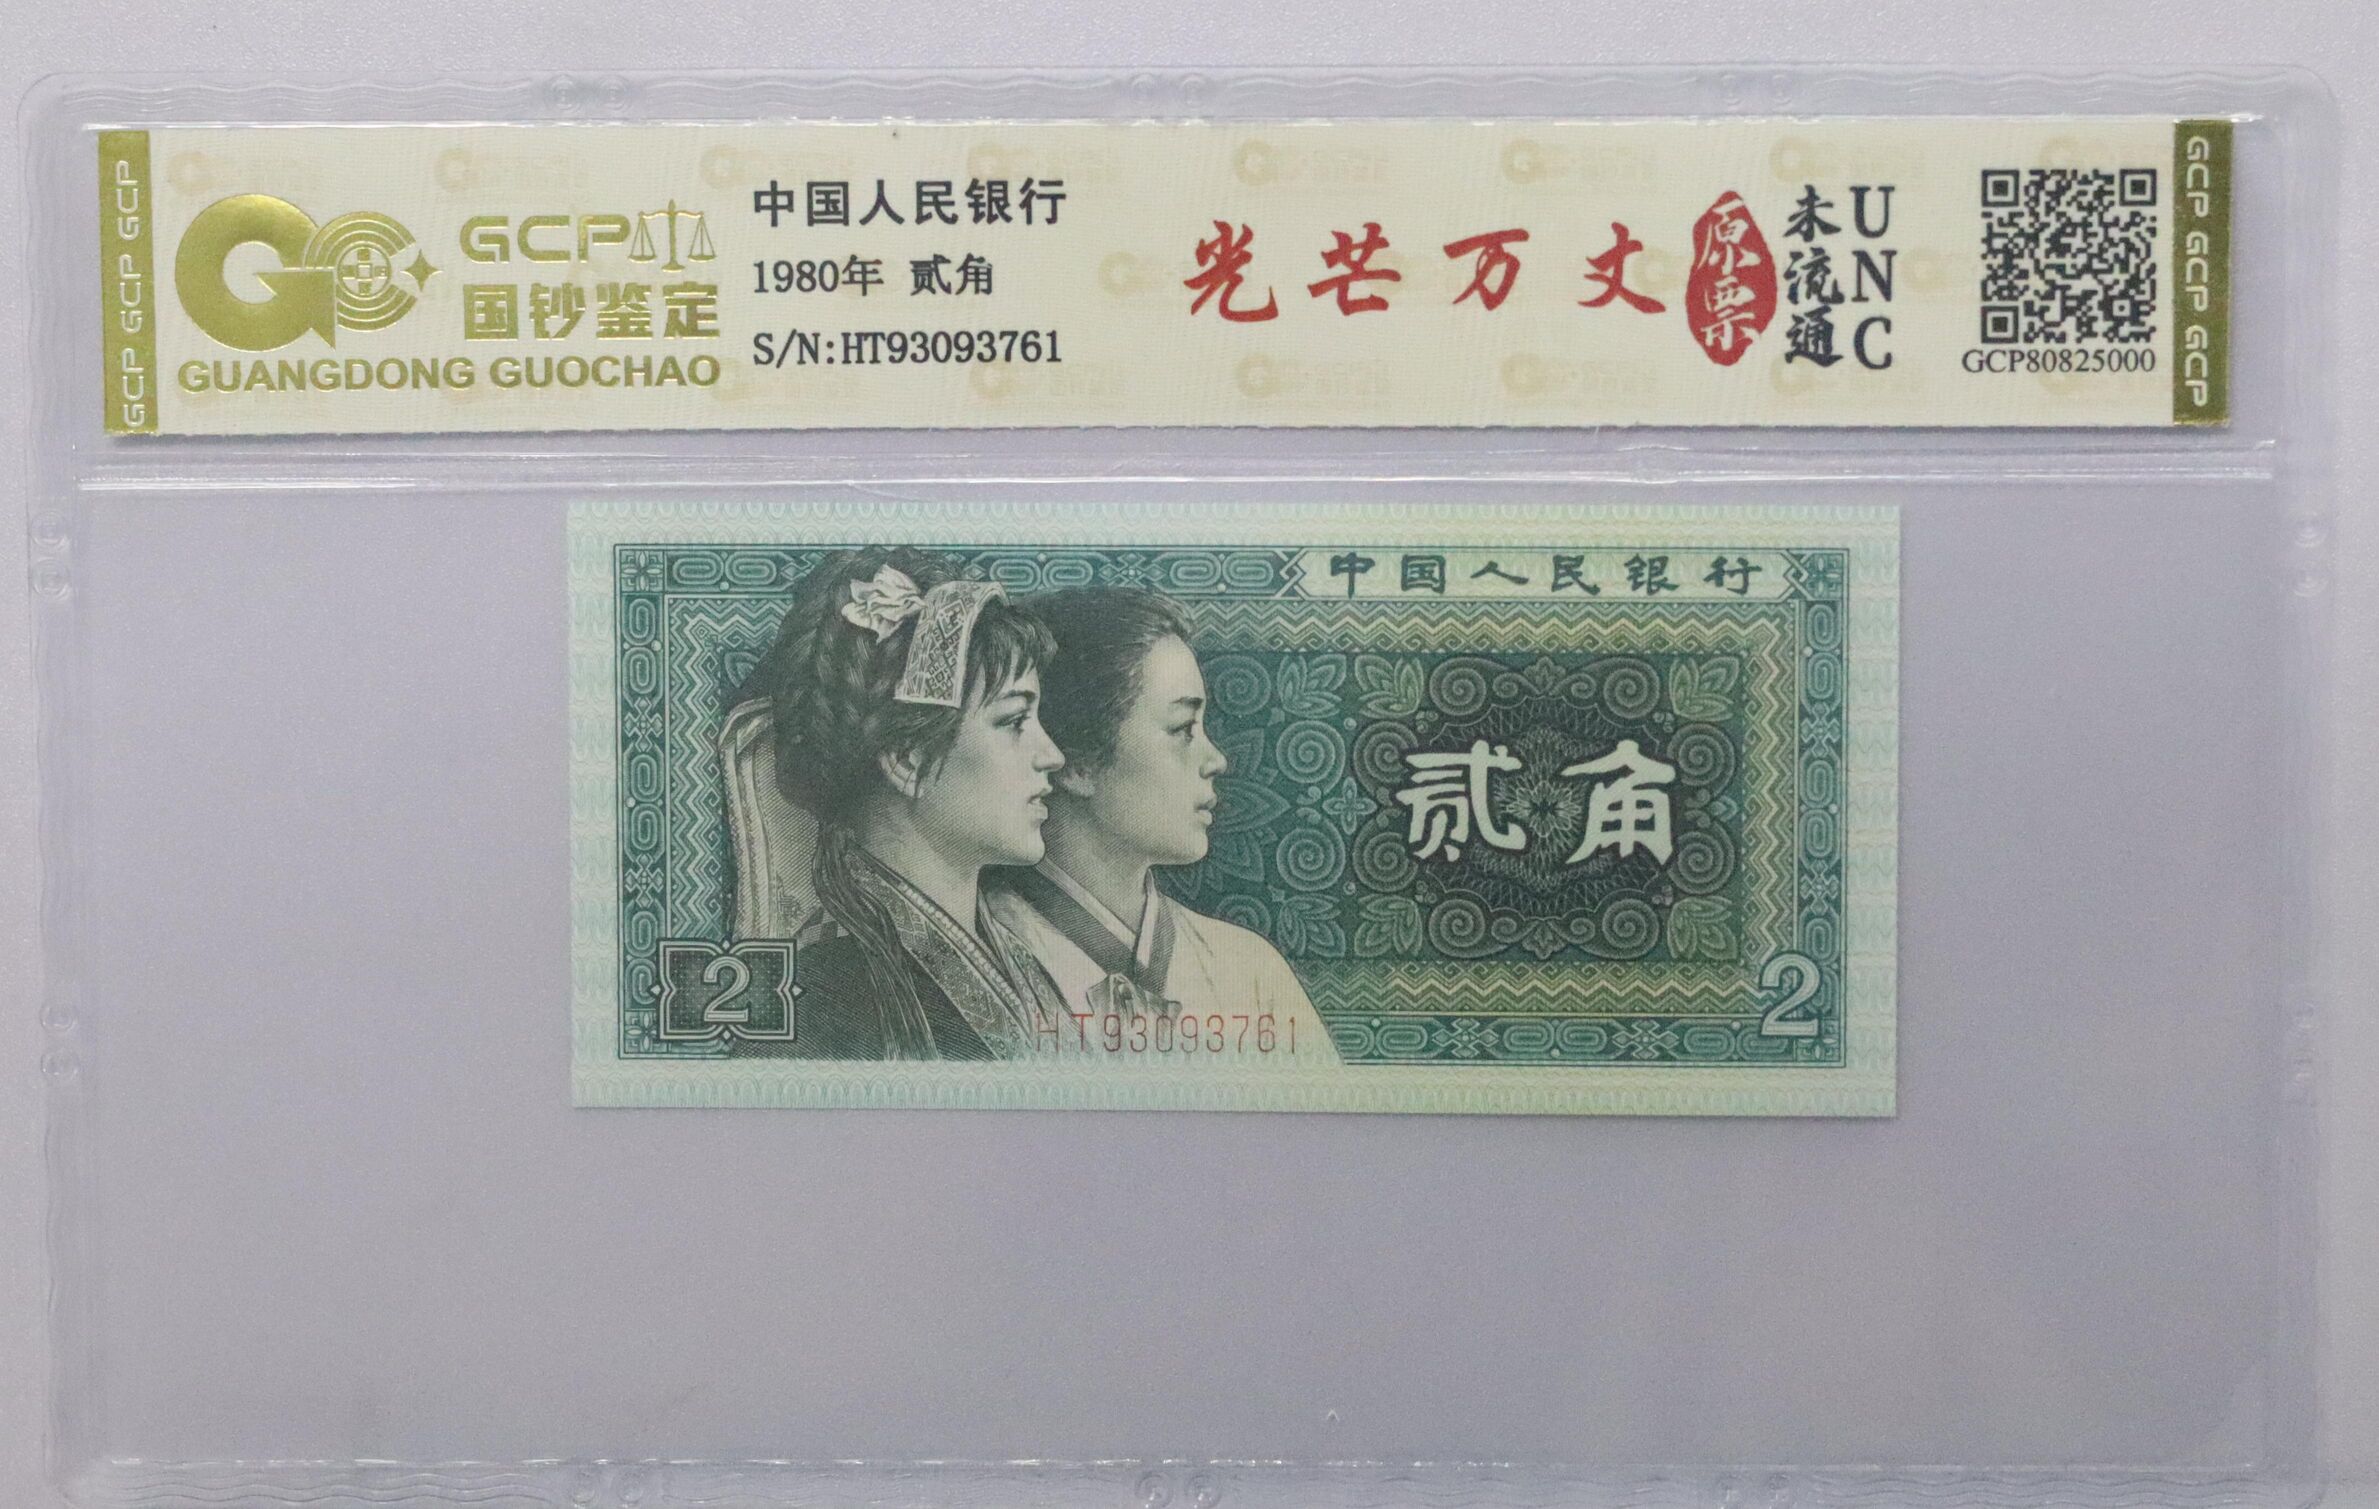 GCP GCP GCP
GCP
国钞鉴定
GUANGDONG GUOCHAO
中国人民银行
1980年 贰角
S/N:HT93093761
光芒万丈
原票
未流通
UNC
GCP80825000
GCP GCP GCP
中国人民银行
贰角
2
2
HT93093761